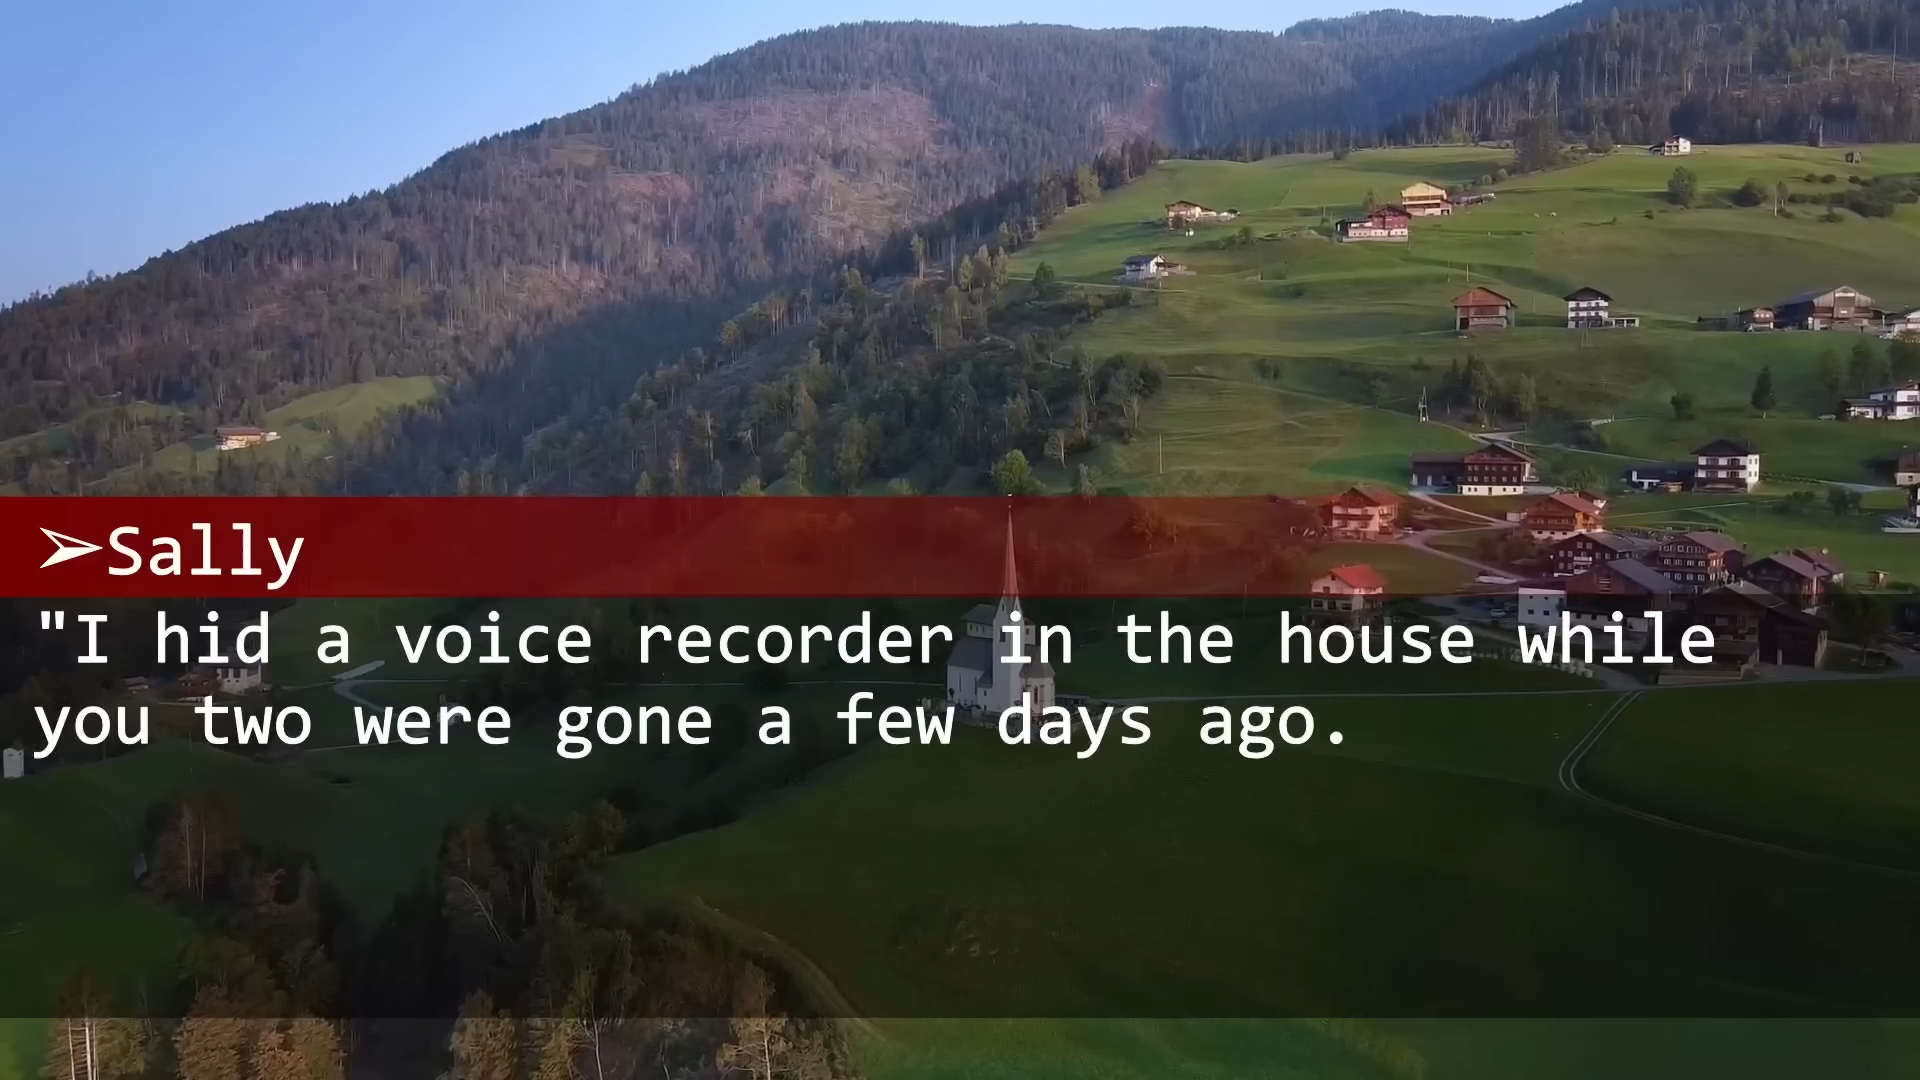 ➢Sally
"I hid a voice recorder in the house while
you two were gone a few days ago.